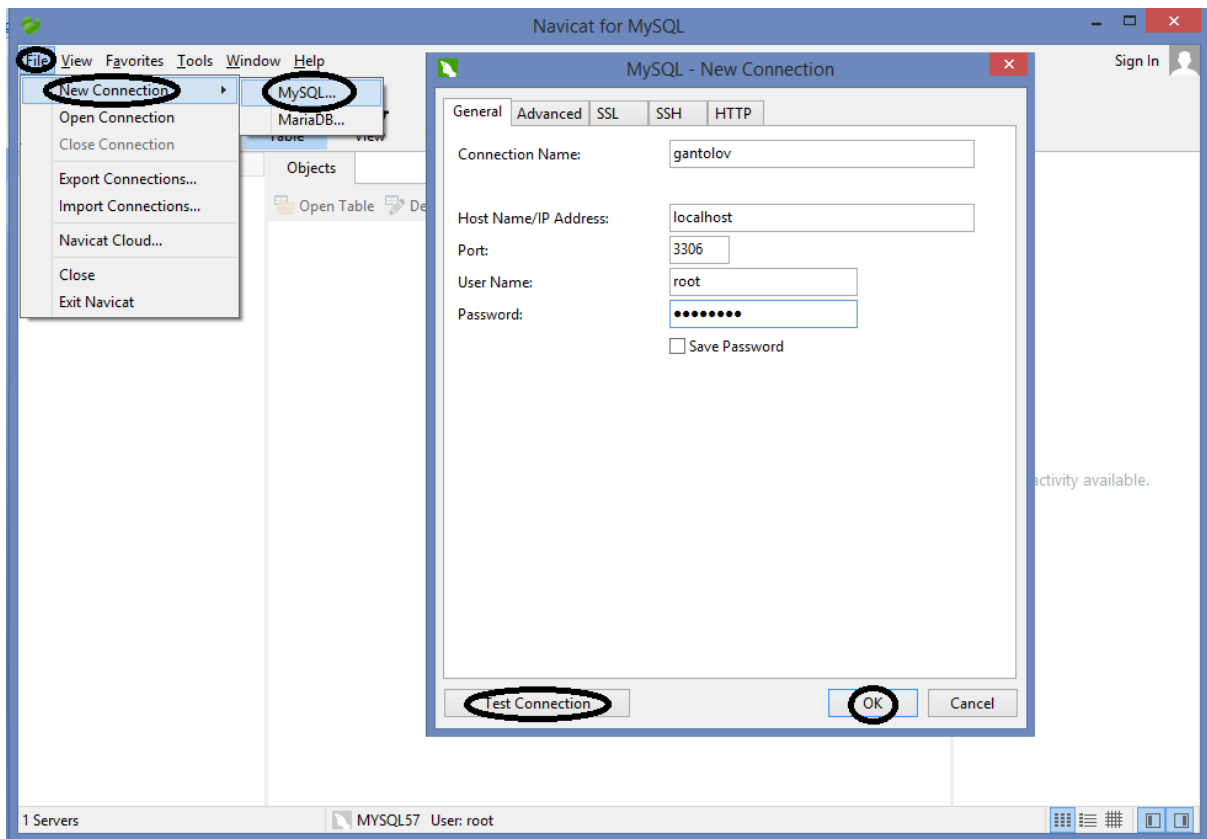 Navicat for MySQL
File View Favorites Tools Window Help
Sign In
New Connection
Open Connection
Close Connection
Export Connections...
Import Connections...
Navicat Cloud...
Close
Exit Navicat
MySQL...
MariaDB...
Table View
Objects
Open Table De
MySQL - New Connection
General Advanced SSL SSH HTTP
Connection Name: gantolov
Host Name/IP Address: localhost
Port: 3306
User Name: root
Password: ••••••••
Save Password
Test Connection OK Cancel
activity available.
1 Servers MYSQL57 User: root